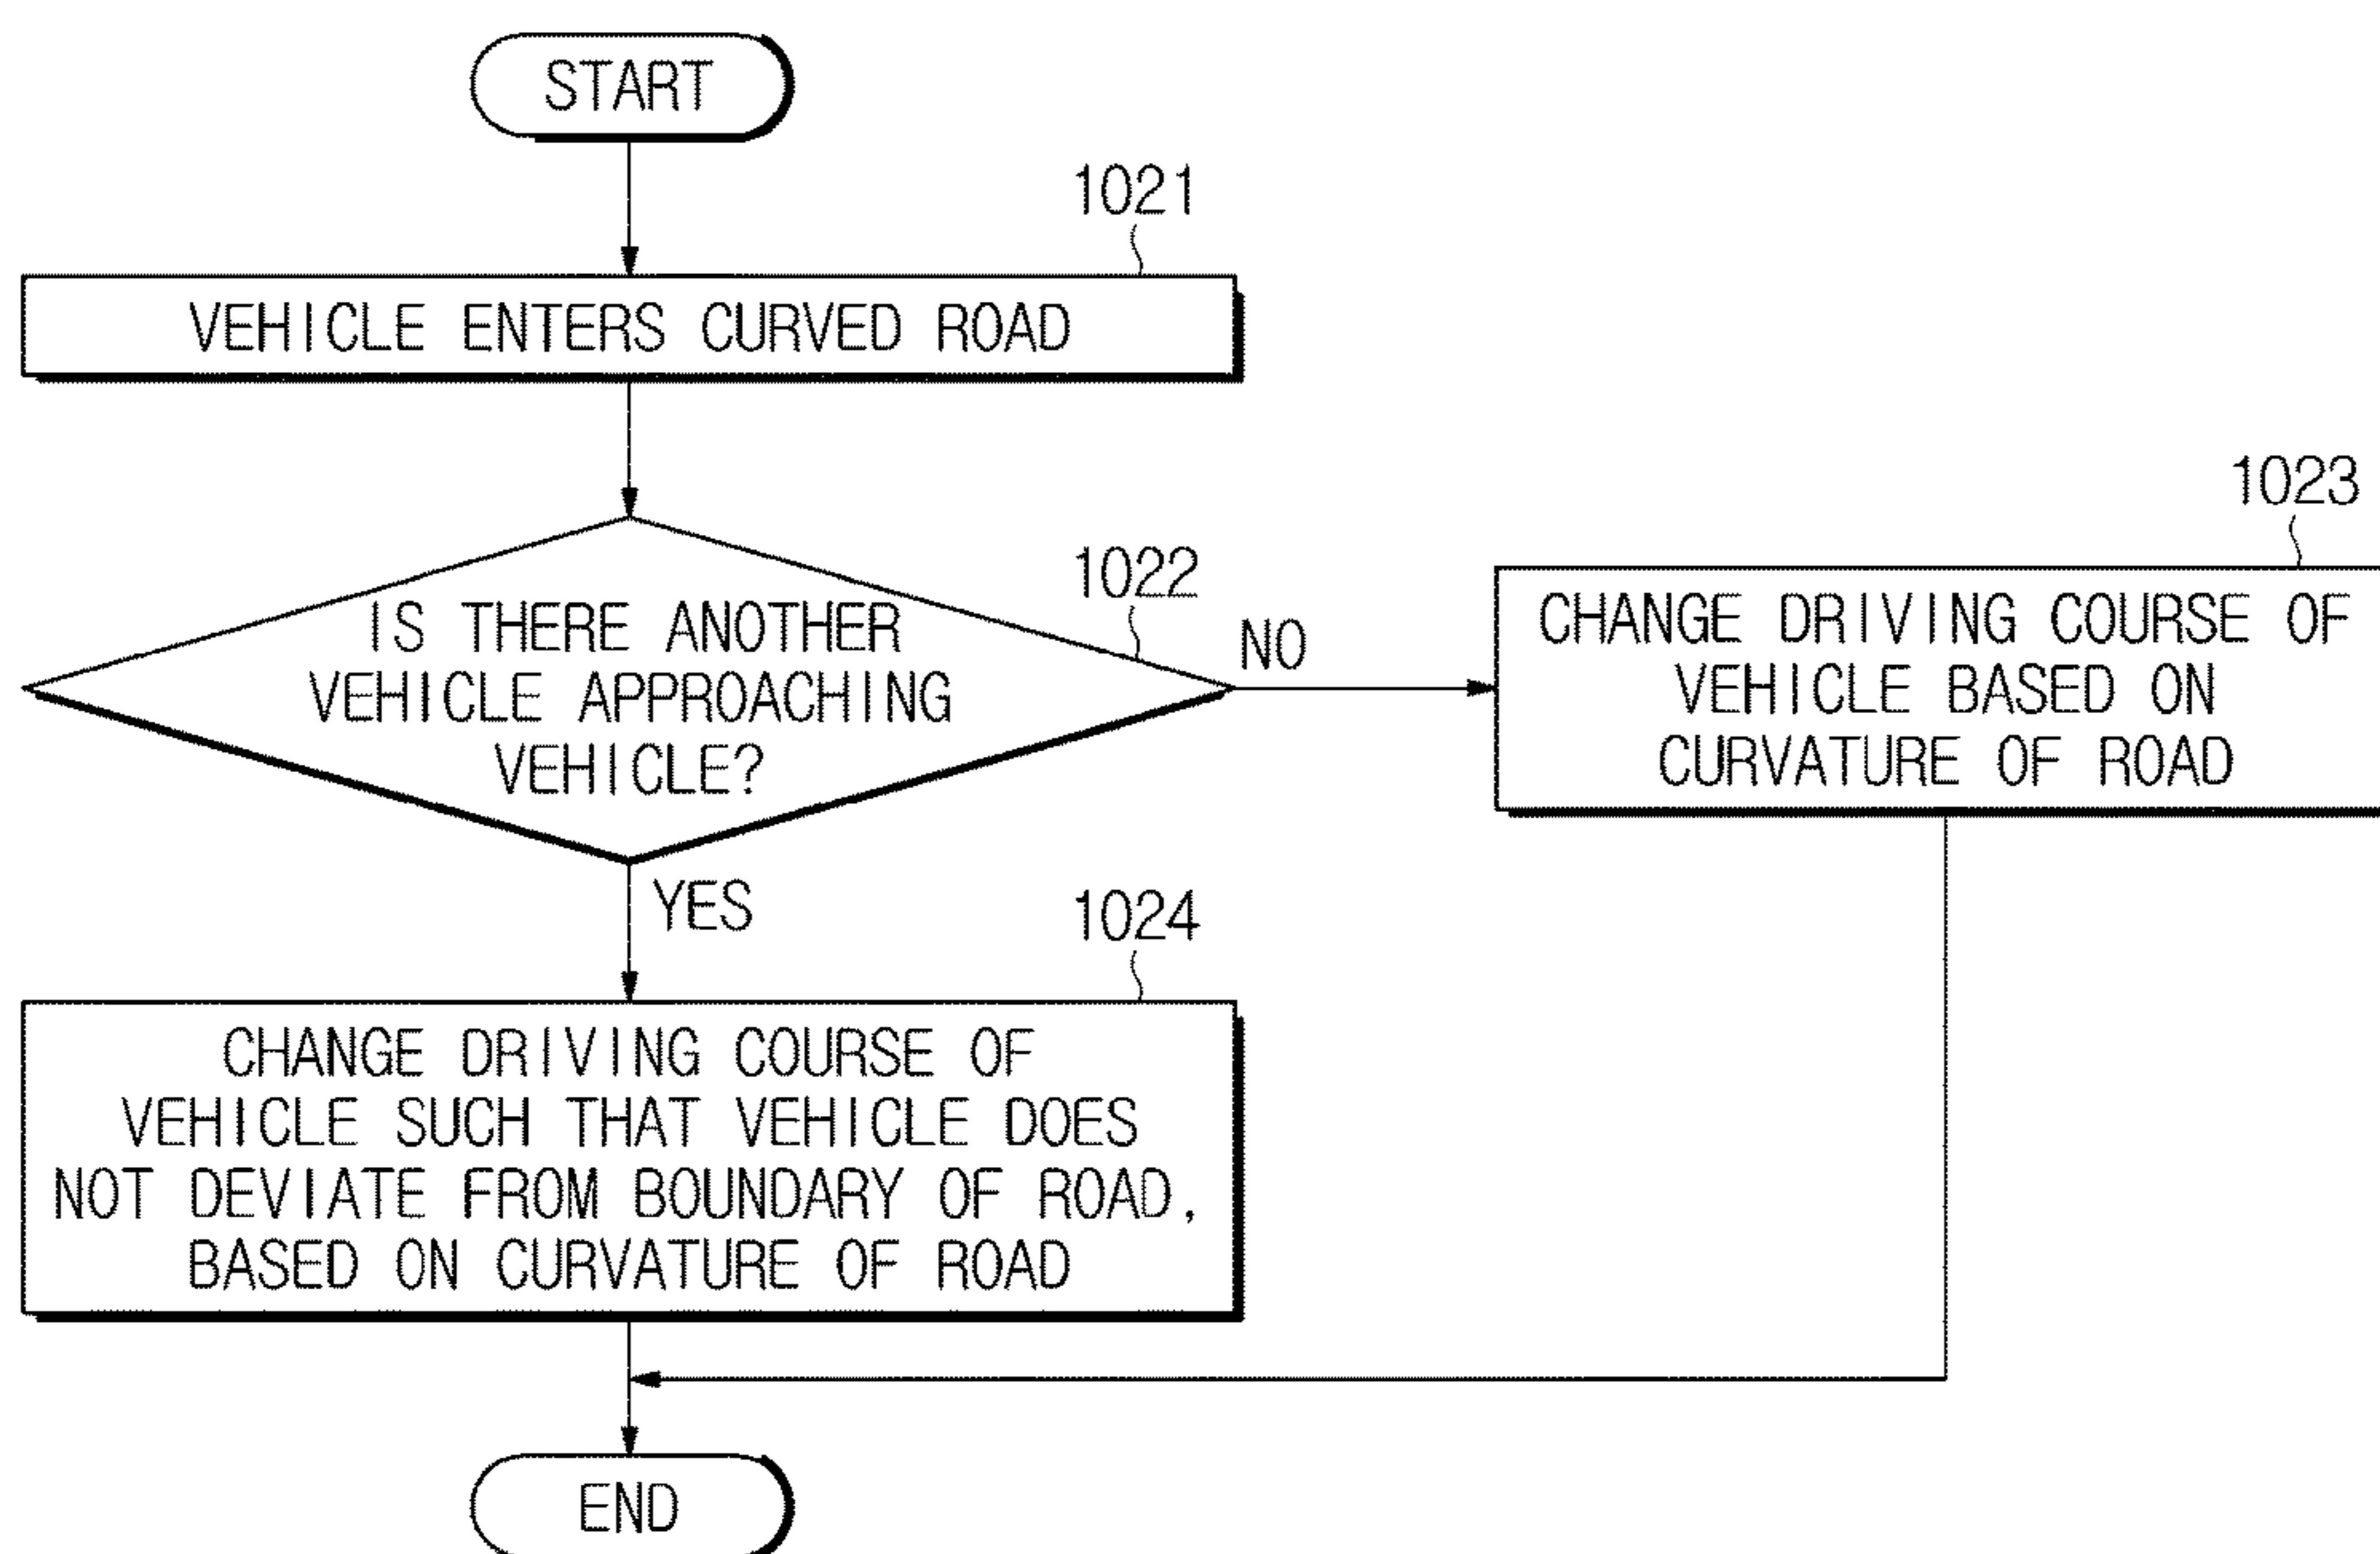 START
1021
VEHICLE ENTERS CURVED ROAD
1022
IS THERE ANOTHER
VEHICLE APPROACHING
VEHICLE?
NO
1023
CHANGE DRIVING COURSE OF
VEHICLE BASED ON
CURVATURE OF ROAD
YES
1024
CHANGE DRIVING COURSE OF
VEHICLE SUCH THAT VEHICLE DOES
NOT DEVIATE FROM BOUNDARY OF ROAD,
BASED ON CURVATURE OF ROAD
END